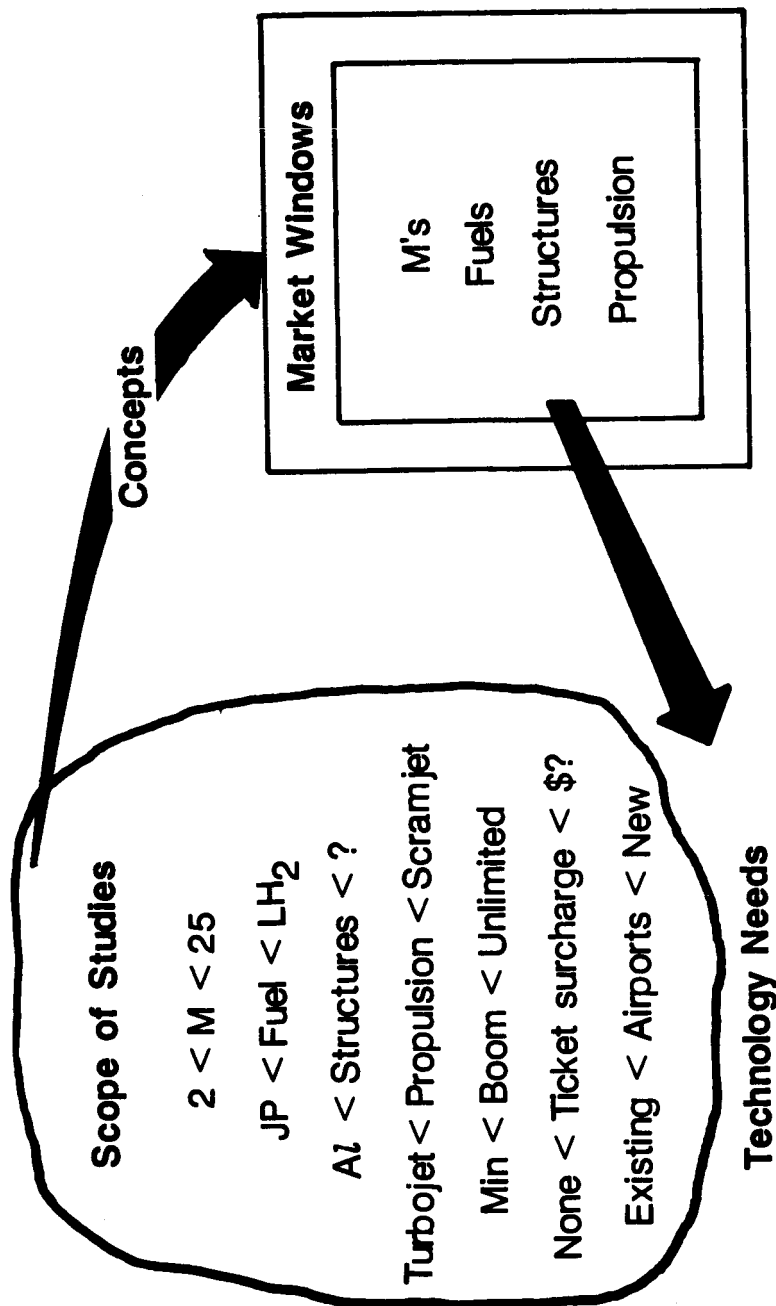 Scope of Studies
2 < M < 25
JP < Fuel < LH2
Al < Structures < ?
Turbojet < Propulsion < Scramjet
Min < Boom < Unlimited
None < Ticket surcharge < $?
Existing < Airports < New
Concepts
Market Windows
M's
Fuels
Structures
Propulsion
Technology Needs